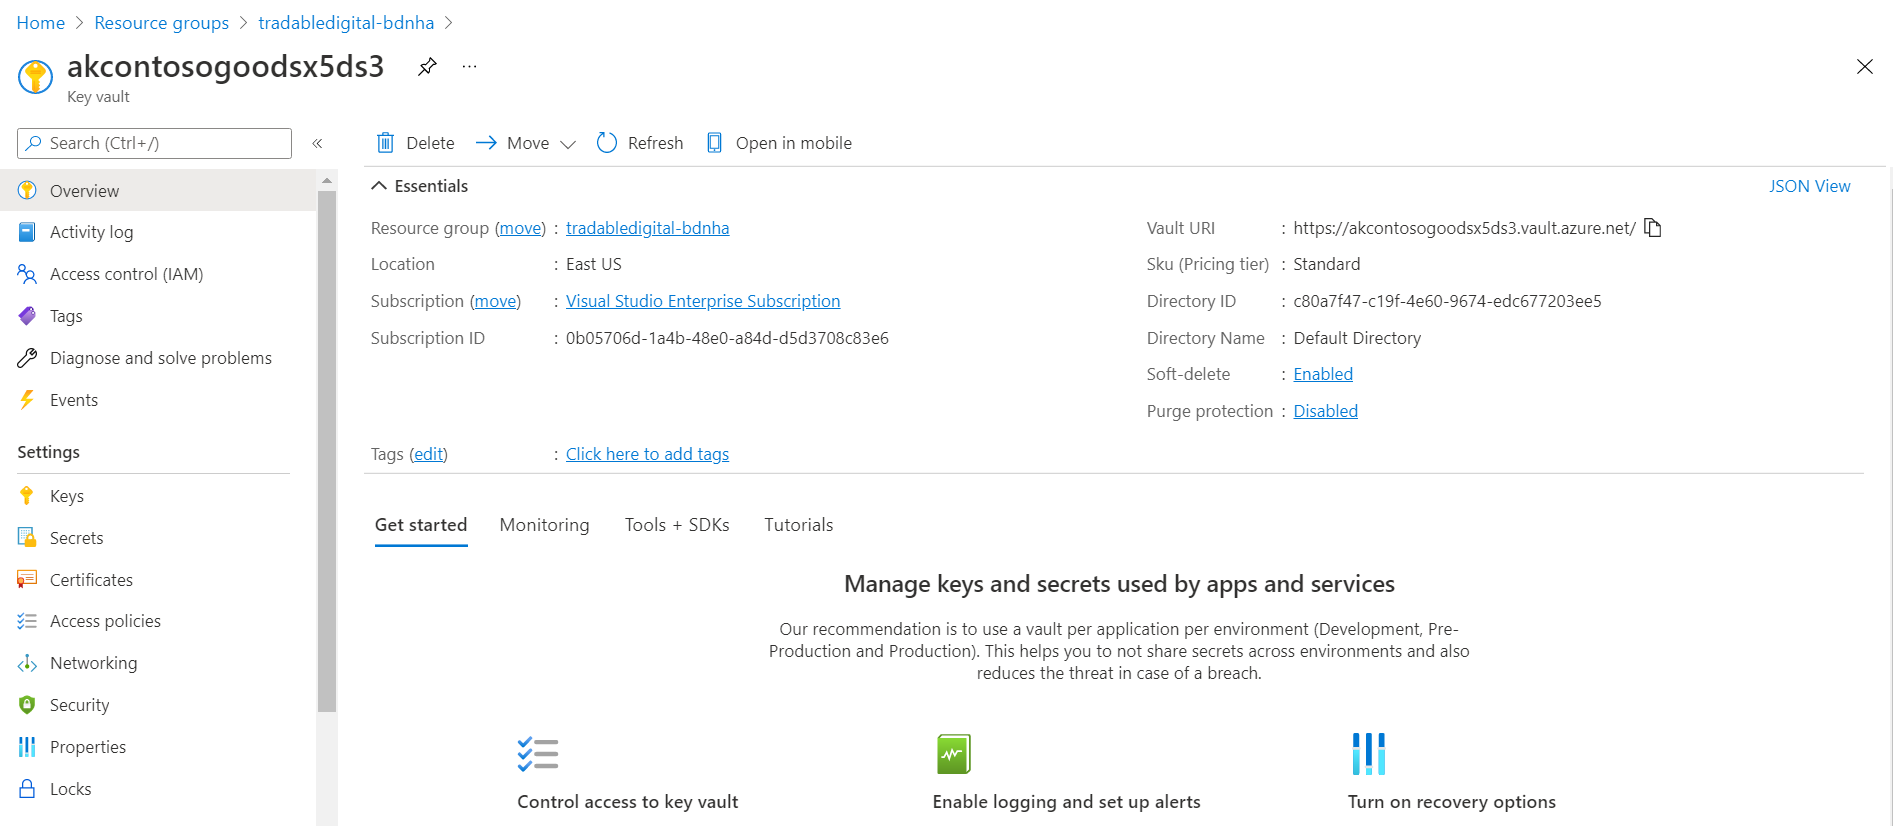 Home > Resource groups > tradabledigital-bdnha >
akcontosogoodsx5ds3 ...
Key vault
Search (Ctrl+/) «
Delete Move Refresh Open in mobile
Overview
Activity log
Access control (IAM)
Tags
Diagnose and solve problems
Events
Settings
Keys
Secrets
Certificates
Access policies
Networking
Security
Properties
Locks
Essentials JSON View
Resource group (move) : tradabledigital-bdnha
Location : East US
Subscription (move) : Visual Studio Enterprise Subscription
Subscription ID : 0b05706d-1a4b-48e0-a84d-d5d3708c83e6
Vault URI : https://akcontosogoodsx5ds3.vault.azure.net/
Sku (Pricing tier) : Standard
Directory ID : c80a7f47-c19f-4e60-9674-edc677203ee5
Directory Name : Default Directory
Soft-delete : Enabled
Purge protection : Disabled
Tags (edit) : Click here to add tags
Get started Monitoring Tools + SDKs Tutorials
Manage keys and secrets used by apps and services
Our recommendation is to use a vault per application per environment (Development, Pre-
Production and Production). This helps you to not share secrets across environments and also
reduces the threat in case of a breach.
Control access to key vault Enable logging and set up alerts Turn on recovery options